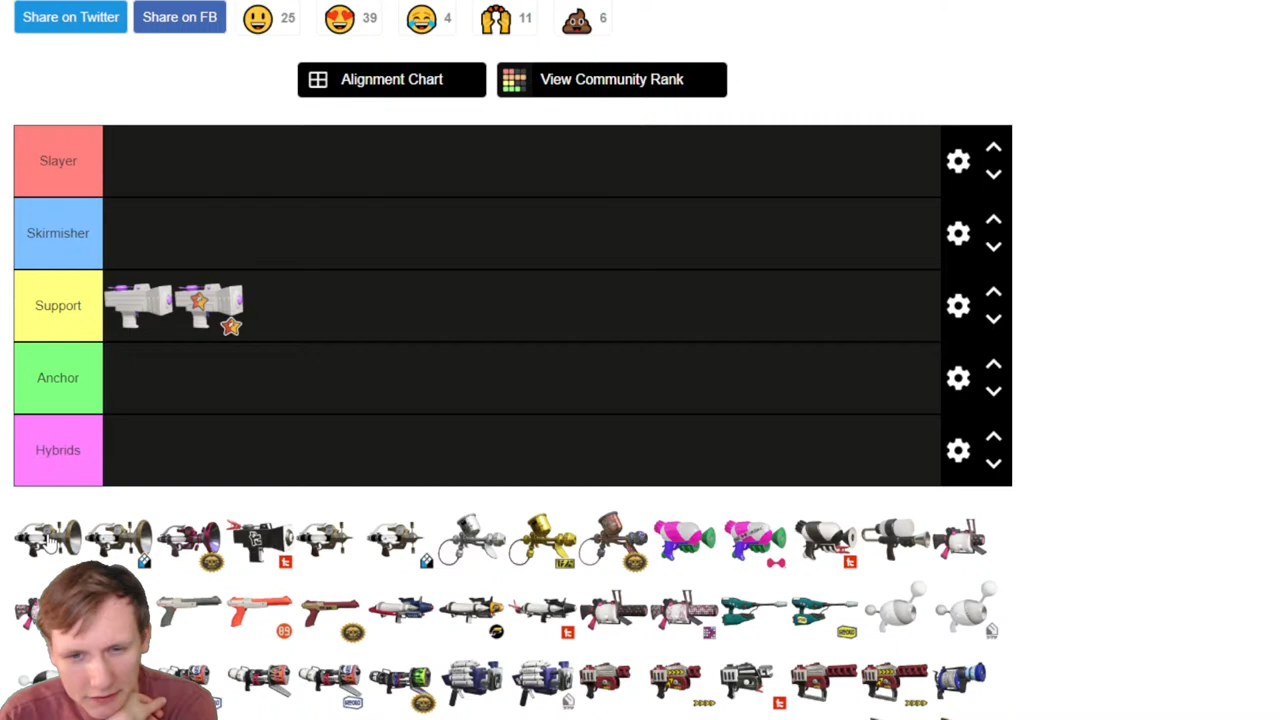 Share on Twitter
Share on FB
25
39
4
11
6
Alignment Chart
View Community Rank
Slayer
Skirmisher
Support
Anchor
Hybrids